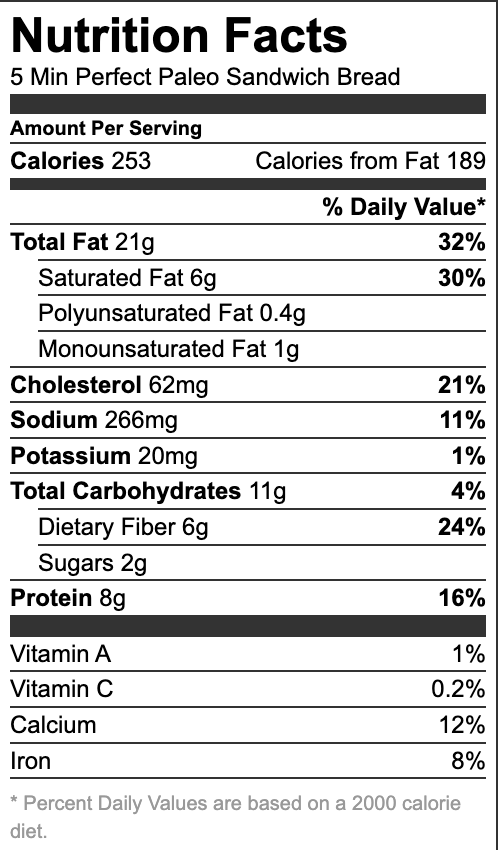 Nutrition Facts
5 Min Perfect Paleo Sandwich Bread
Amount Per Serving
Calories 253 Calories from Fat 189
% Daily Value*
Total Fat 21g 32%
Saturated Fat 6g 30%
Polyunsaturated Fat 0.4g
Monounsaturated Fat 1g
Cholesterol 62mg 21%
Sodium 266mg 11%
Potassium 20mg 1%
Total Carbohydrates 11g 4%
Dietary Fiber 6g 24%
Sugars 2g
Protein 8g 16%
Vitamin A 1%
Vitamin C 0.2%
Calcium 12%
Iron 8%
* Percent Daily Values are based on a 2000 calorie
diet.